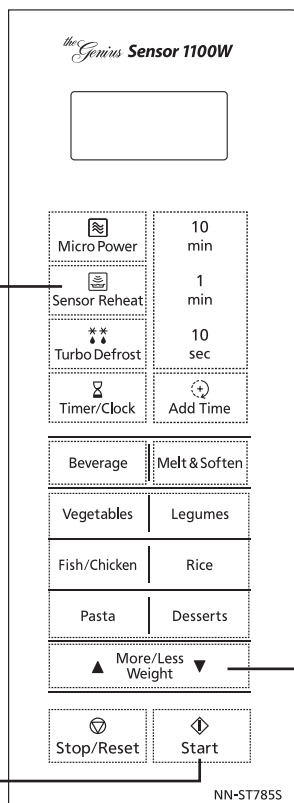 the Genius Sensor 1100W
Micro Power
10
min
Sensor Reheat
1
min
Turbo Defrost
10
sec
Timer/Clock
Add Time
Beverage
Melt & Soften
Vegetables
Legumes
Fish/Chicken
Rice
Pasta
Desserts
More/Less
Weight
Stop/Reset
Start
NN-ST785S